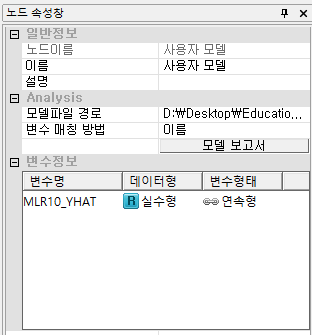 노드 속성창
일반정보
노드이름 사용자 모델
이름 사용자 모델
설명
Analysis
모델파일 경로 D:₩Desktop₩Educatio,,,
변수 매칭 방법 이름
모델 보고서
변수정보
변수명 데이터형 변수형태
MLR10_YHAT R 실수형 연속형